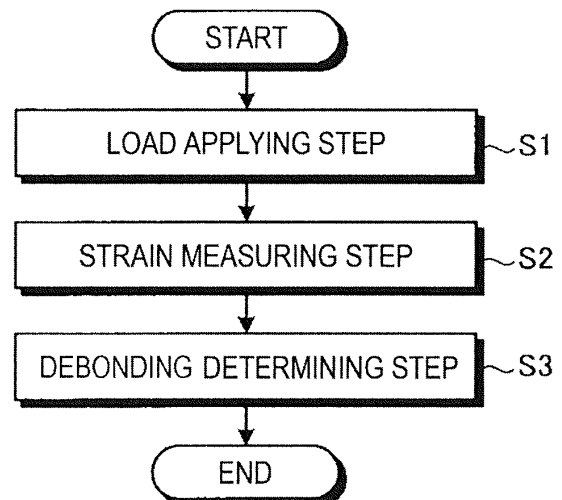 START
LOAD APPLYING STEP
S1
STRAIN MEASURING STEP
S2
DEBONDING DETERMINING STEP
S3
END